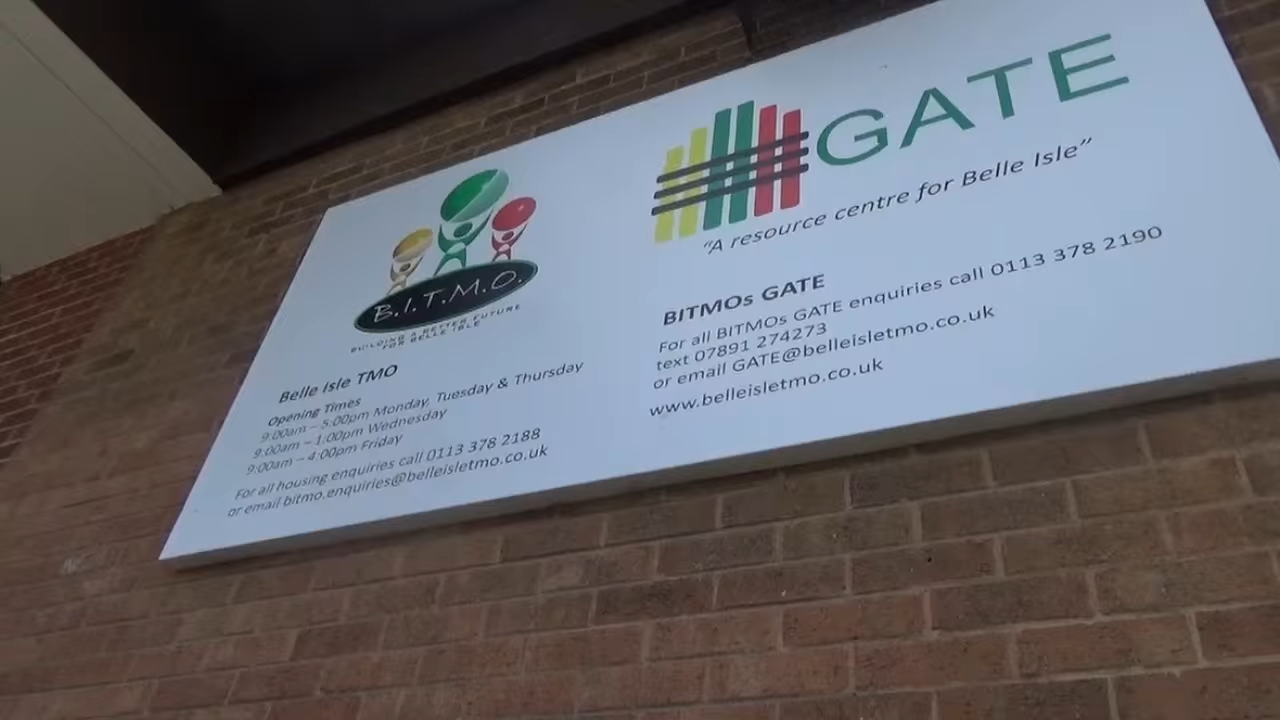 B.I.T.M.O.
BUILDING A BETTER FUTURE
FOR BELLE ISLE
Belle Isle TMO
Opening Times
9:00am – 5:00pm Monday, Tuesday & Thursday
9:00am – 1:00pm Wednesday
9:00am – 4:00pm Friday
For all housing enquiries call 0113 378 2188
or email bitmo.enquiries@belleisletmo.co.uk
GATE
“A resource centre for Belle Isle”
BITMOs GATE
For all BITMOs GATE enquiries call 0113 378 2190
text 07891 274273
or email GATE@belleisletmo.co.uk
www.belleisletmo.co.uk